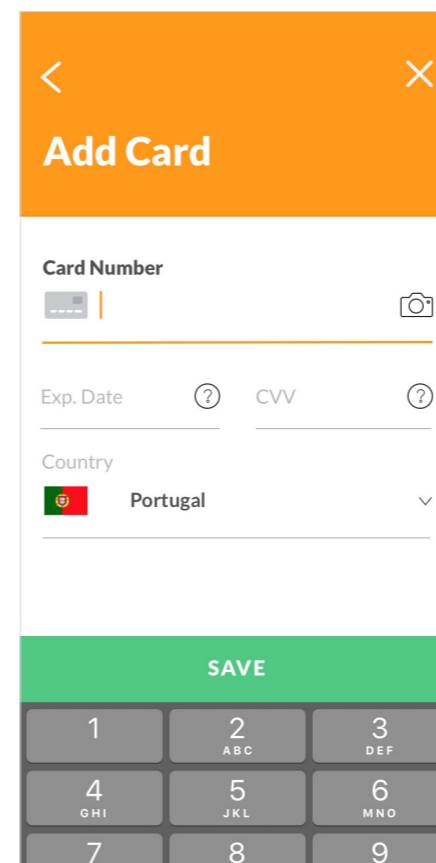 Add Card
Card Number
Exp. Date ? CVV ?
Country
Portugal
SAVE
1 2 3
ABC DEF
4 5 6
GHI JKL MNO
7 8 9